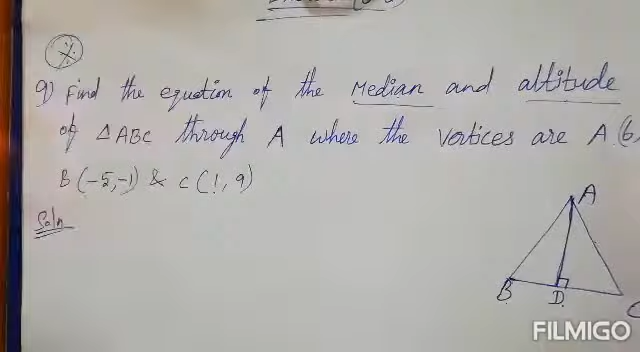 9) Find the equation of the Median and altitude
of △ABC through A where the vertices are A (6,
B (-5,-1) & C (1, 9)
Soln
A
B
D
FILMIGO